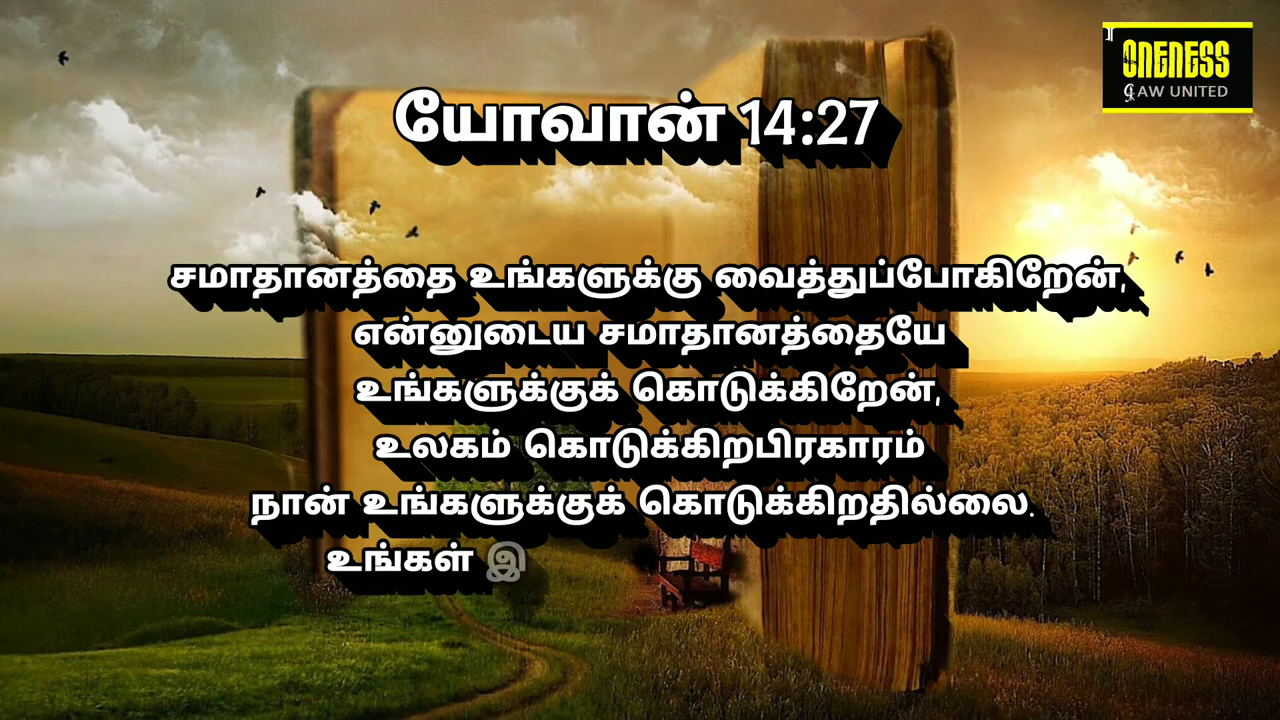 ONENESS
GAW UNITED
யோவான் 14:27
சமாதானத்தை உங்களுக்கு வைத்துப்போகிறேன்,
என்னுடைய சமாதானத்தையே
உங்களுக்குக் கொடுக்கிறேன்,
உலகம் கொடுக்கிறபிரகாரம்
நான் உங்களுக்குக் கொடுக்கிறதில்லை.
உங்கள் இ